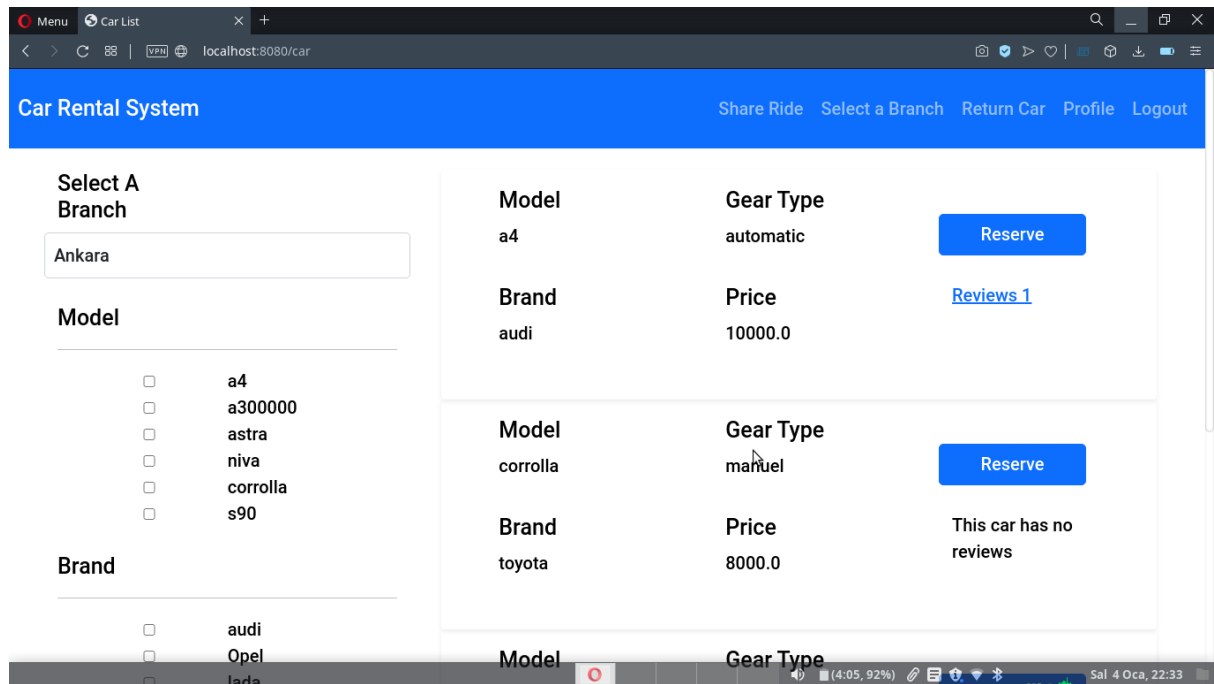 Menu
Car List
localhost:8080/car
VPN
Car Rental System
Share Ride
Select a Branch
Return Car
Profile
Logout
Select A
Branch
Ankara
Model
a4
a300000
astra
niva
corrolla
s90
Brand
audi
Opel
lada
Model
Gear Type
a4
automatic
Reserve
Brand
Price
Reviews 1
audi
10000.0
Model
Gear Type
corrolla
manuel
Reserve
Brand
Price
This car has no
reviews
toyota
8000.0
Model
Gear Type
(4:05, 92%)
Sal 4 Oca, 22:33